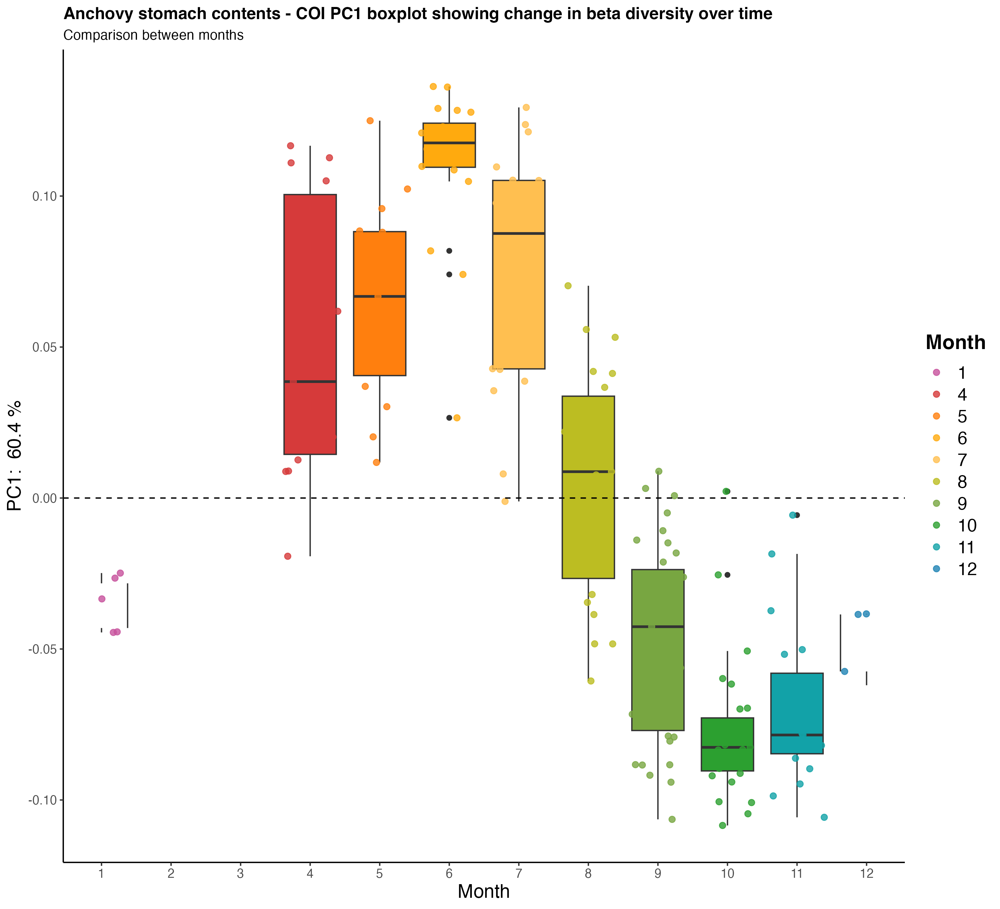 Anchovy stomach contents - COI PC1 boxplot showing change in beta diversity over time
Comparison between months
PC1: 60.4 %
0.10
0.05
0.00
-0.05
-0.10
1 2 3 4 5 6 7 8 9 10 11 12
Month
Month
1
4
5
6
7
8
9
10
11
12